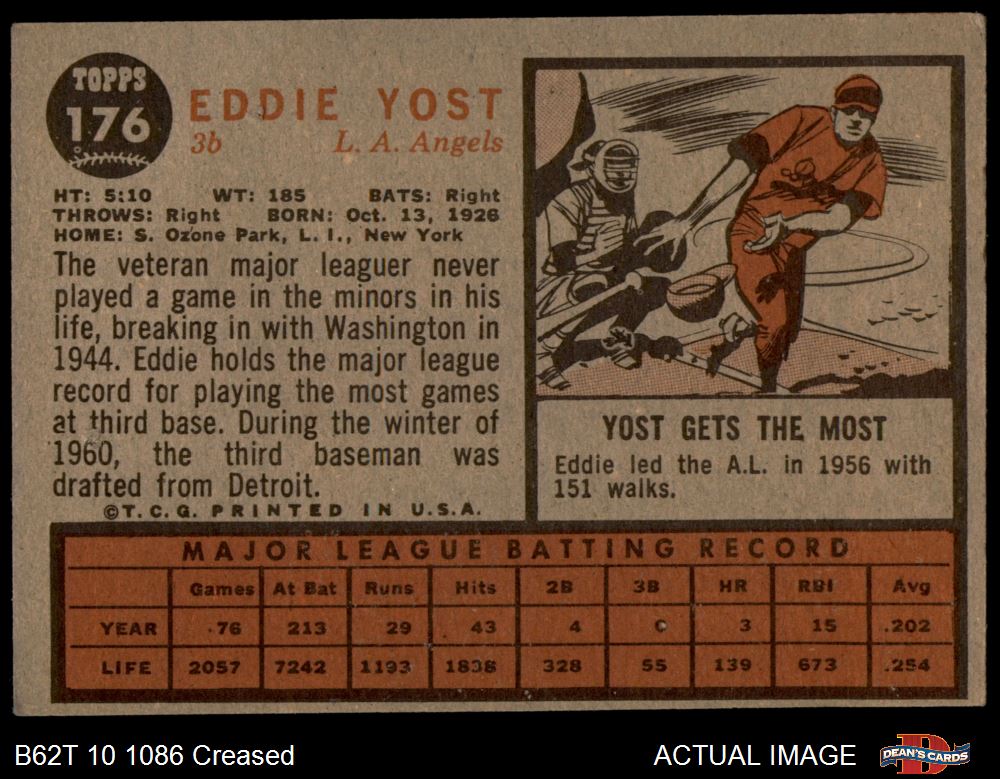 TOPPS
176
EDDIE YOST
3b L. A. Angels
HT: 5:10 WT: 185 BATS: Right
THROWS: Right BORN: Oct. 13, 1926
HOME: S. Ozone Park, L. I., New York
The veteran major leaguer never
played a game in the minors in his
life, breaking in with Washington in
1944. Eddie holds the major league
record for playing the most games
at third base. During the winter of
1960, the third baseman was
drafted from Detroit.
©T.C.G. PRINTED IN U.S.A.
YOST GETS THE MOST
Eddie led the A.L. in 1956 with
151 walks.
MAJOR LEAGUE BATTING RECORD
Games At Bat Runs Hits 2B 3B HR RBI Avg
YEAR 76 213 29 43 4 0 3 15 .202
LIFE 2057 7242 1193 1838 328 55 139 673 .254
B62T 10 1086 Creased
ACTUAL IMAGE
DEAN'S CARDS